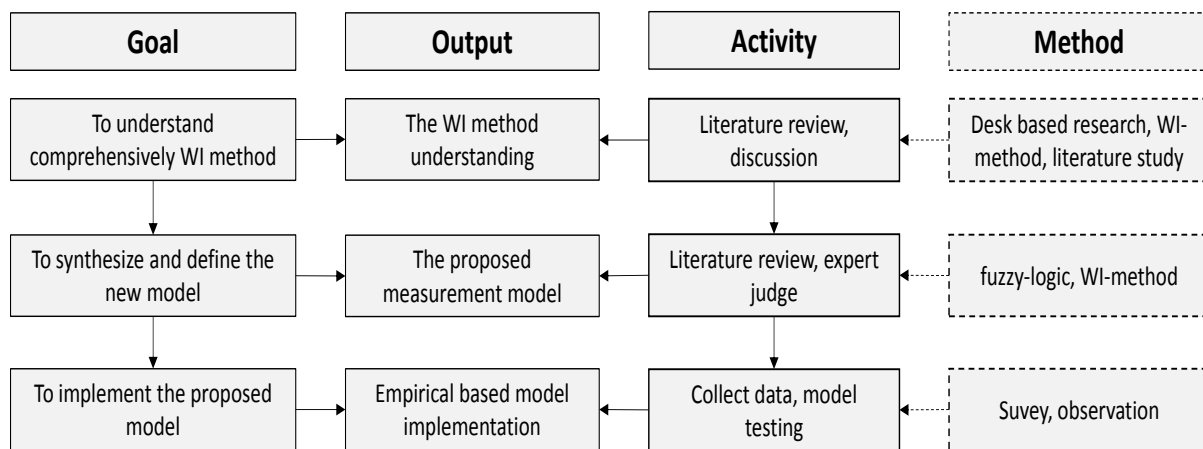 Goal
Output
Activity
Method
To understand
comprehensively WI method
The WI method
understanding
Literature review,
discussion
Desk based research, WI-
method, literature study
To synthesize and define the
new model
The proposed
measurement model
Literature review, expert
judge
fuzzy-logic, WI-method
To implement the proposed
model
Empirical based model
implementation
Collect data, model
testing
Suvey, observation